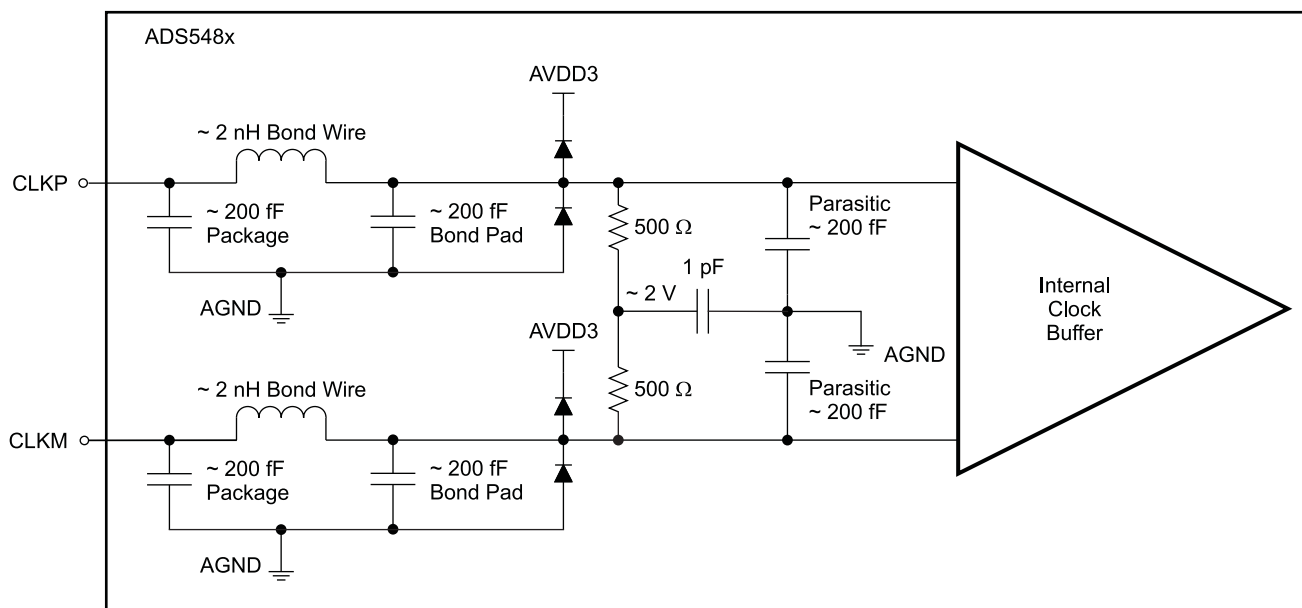 ADS548x
AVDD3
~ 2 nH Bond Wire
CLKP
~ 200 fF
Package
~ 200 fF
Bond Pad
500 Ω
Parasitic
~ 200 fF
1 pF
~ 2 V
AGND
Internal
Clock
Buffer
AGND
AVDD3
500 Ω
Parasitic
~ 200 fF
~ 2 nH Bond Wire
CLKM
~ 200 fF
Package
~ 200 fF
Bond Pad
AGND